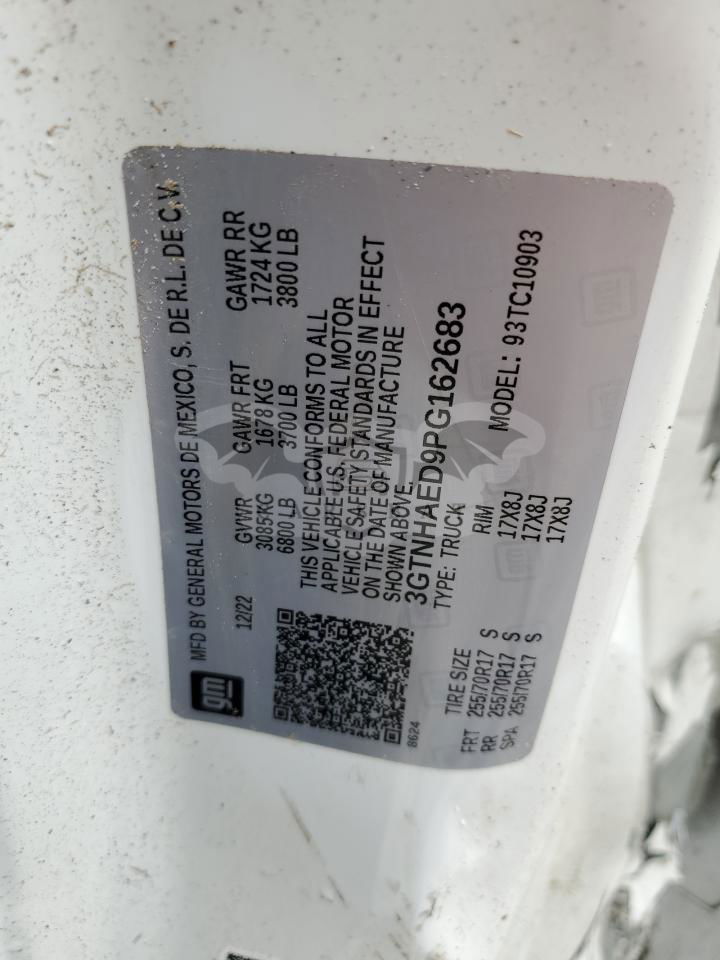 gm
MFD BY GENERAL MOTORS DE MEXICO, S. DE R.L. DE C.V.
12/22 GVWR GAWR FRT GAWR RR
3085 KG 1678 KG 1724 KG
6800 LB 3700 LB 3800 LB
THIS VEHICLE CONFORMS TO ALL
APPLICABLE U.S. FEDERAL MOTOR
VEHICLE SAFETY STANDARDS IN EFFECT
ON THE DATE OF MANUFACTURE
SHOWN ABOVE.
3GTNHAED9PG162683
TYPE: TRUCK MODEL: 93TC10903
8624
TIRE SIZE RIM
FRT 255/70R17 S 17X8J
RR 255/70R17 S 17X8J
SPA 255/70R17 S 17X8J